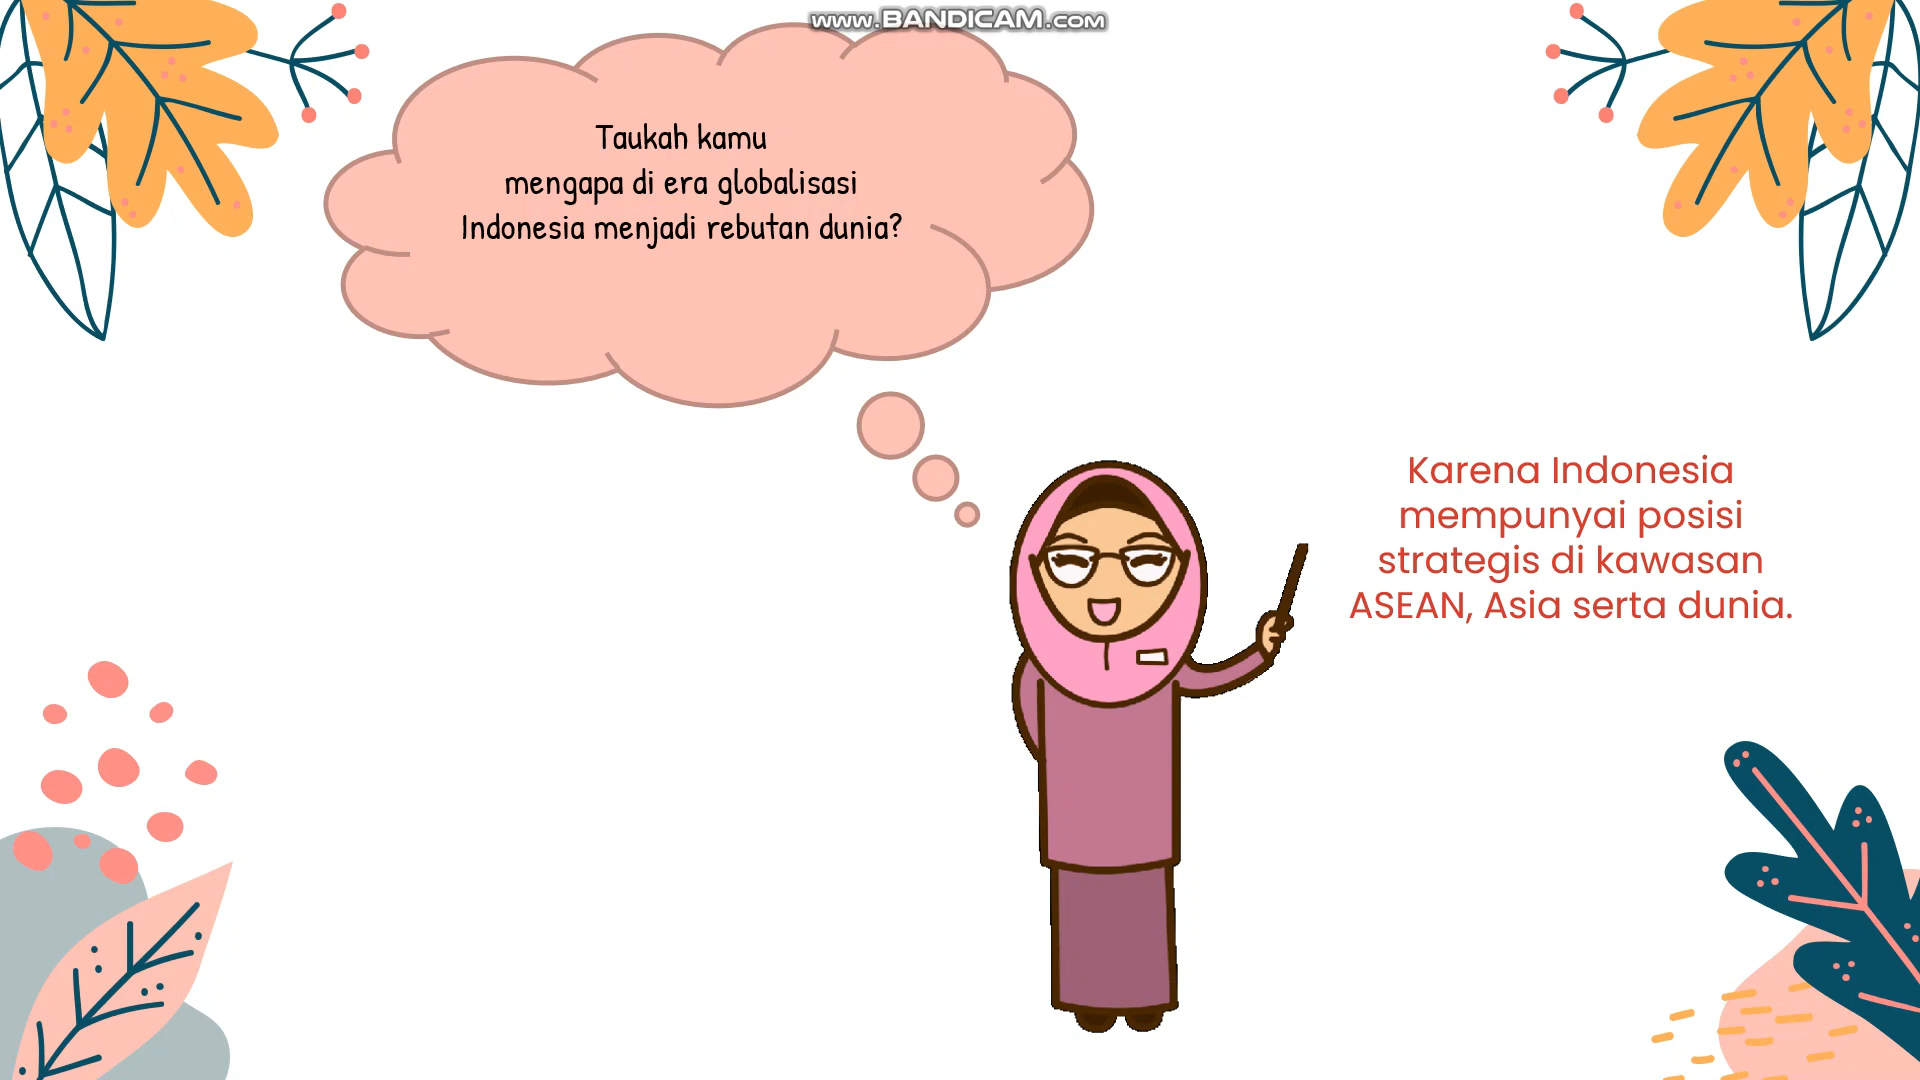 www.BANDICAM.com
Taukah kamu
mengapa di era globalisasi
Indonesia menjadi rebutan dunia?
Karena Indonesia
mempunyai posisi
strategis di kawasan
ASEAN, Asia serta dunia.